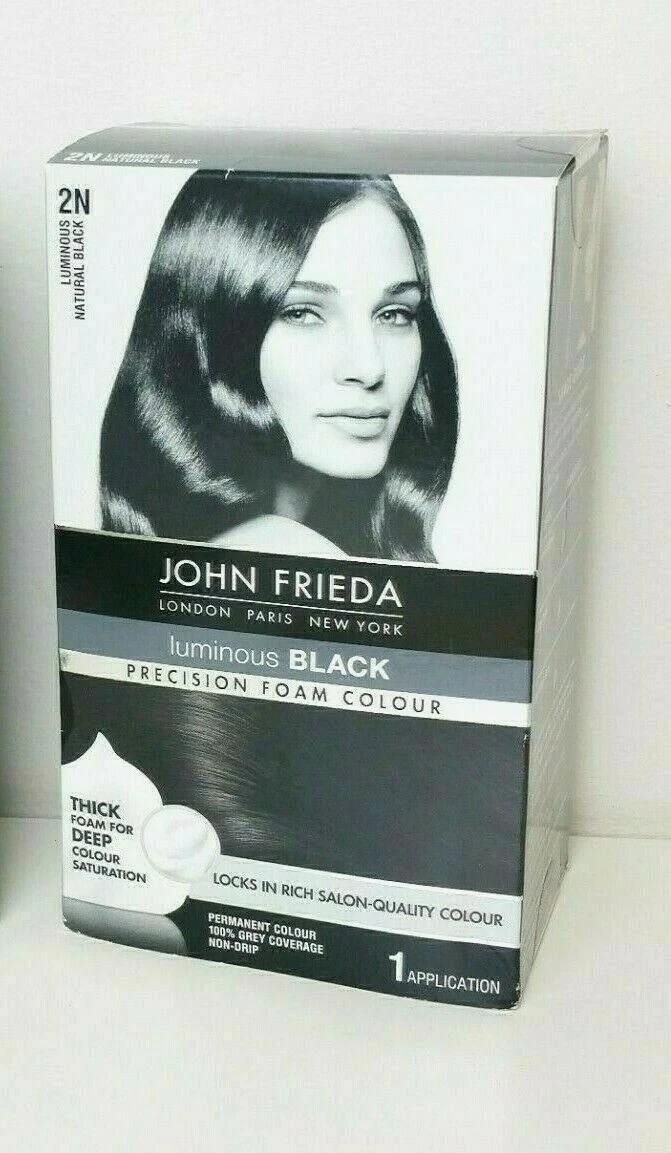 2N LUMINOUS
NATURAL BLACK
2N
LUMINOUS
NATURAL BLACK
JOHN FRIEDA
LONDON PARIS NEW YORK
luminous BLACK
PRECISION FOAM COLOUR
THICK
FOAM FOR
DEEP
COLOUR
SATURATION
LOCKS IN RICH SALON-QUALITY COLOUR
PERMANENT COLOUR
100% GREY COVERAGE
NON-DRIP
1 APPLICATION